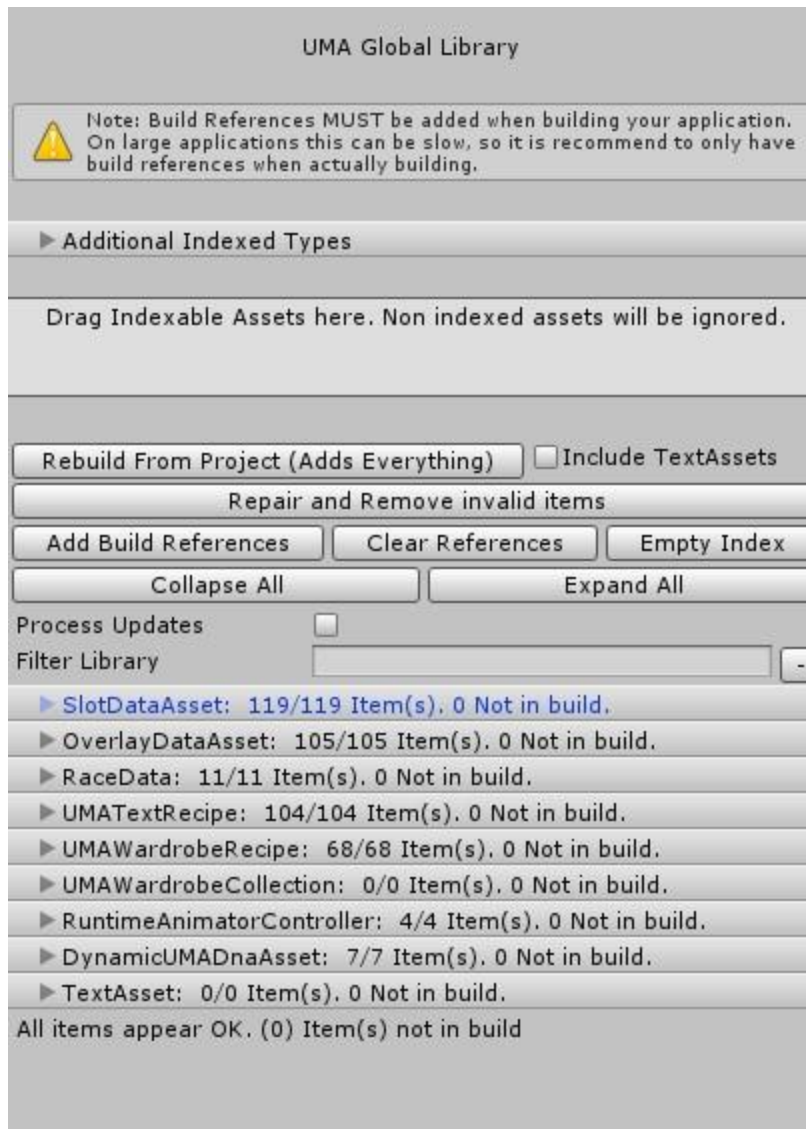 UMA Global Library
Note: Build References MUST be added when building your application.
On large applications this can be slow, so it is recommend to only have
build references when actually building.
Additional Indexed Types
Drag Indexable Assets here. Non indexed assets will be ignored.
Rebuild From Project (Adds Everything) Include TextAssets
Repair and Remove invalid items
Add Build References Clear References Empty Index
Collapse All Expand All
Process Updates
Filter Library -
SlotDataAsset: 119/119 Item(s). 0 Not in build.
OverlayDataAsset: 105/105 Item(s). 0 Not in build.
RaceData: 11/11 Item(s). 0 Not in build.
UMATextRecipe: 104/104 Item(s). 0 Not in build.
UMAWardrobeRecipe: 68/68 Item(s). 0 Not in build.
UMAWardrobeCollection: 0/0 Item(s). 0 Not in build.
RuntimeAnimatorController: 4/4 Item(s). 0 Not in build.
DynamicUMADnaAsset: 7/7 Item(s). 0 Not in build.
TextAsset: 0/0 Item(s). 0 Not in build.
All items appear OK. (0) Item(s) not in build